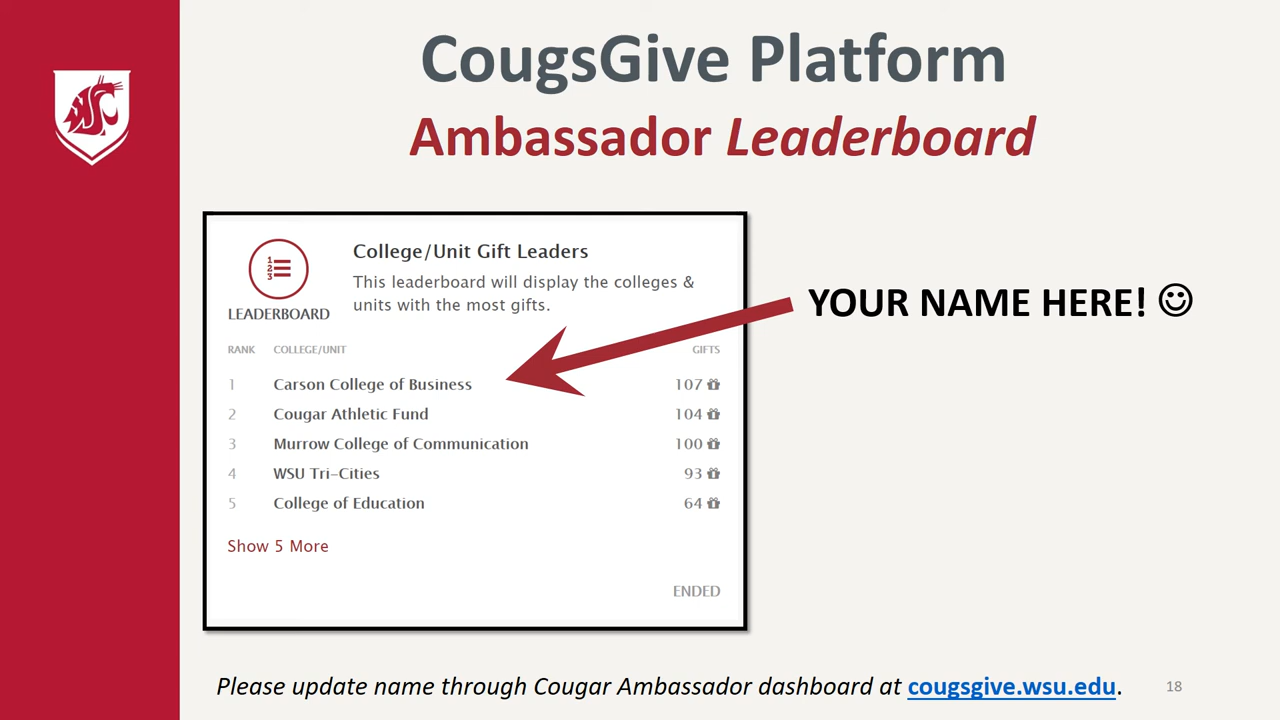 CougsGive Platform
Ambassador Leaderboard
1
2
3
LEADERBOARD
College/Unit Gift Leaders
This leaderboard will display the colleges &
units with the most gifts.
YOUR NAME HERE! ☺
RANK COLLEGE/UNIT GIFTS
1 Carson College of Business 107
2 Cougar Athletic Fund 104
3 Murrow College of Communication 100
4 WSU Tri-Cities 93
5 College of Education 64
Show 5 More
ENDED
Please update name through Cougar Ambassador dashboard at cougsgive.wsu.edu.
18